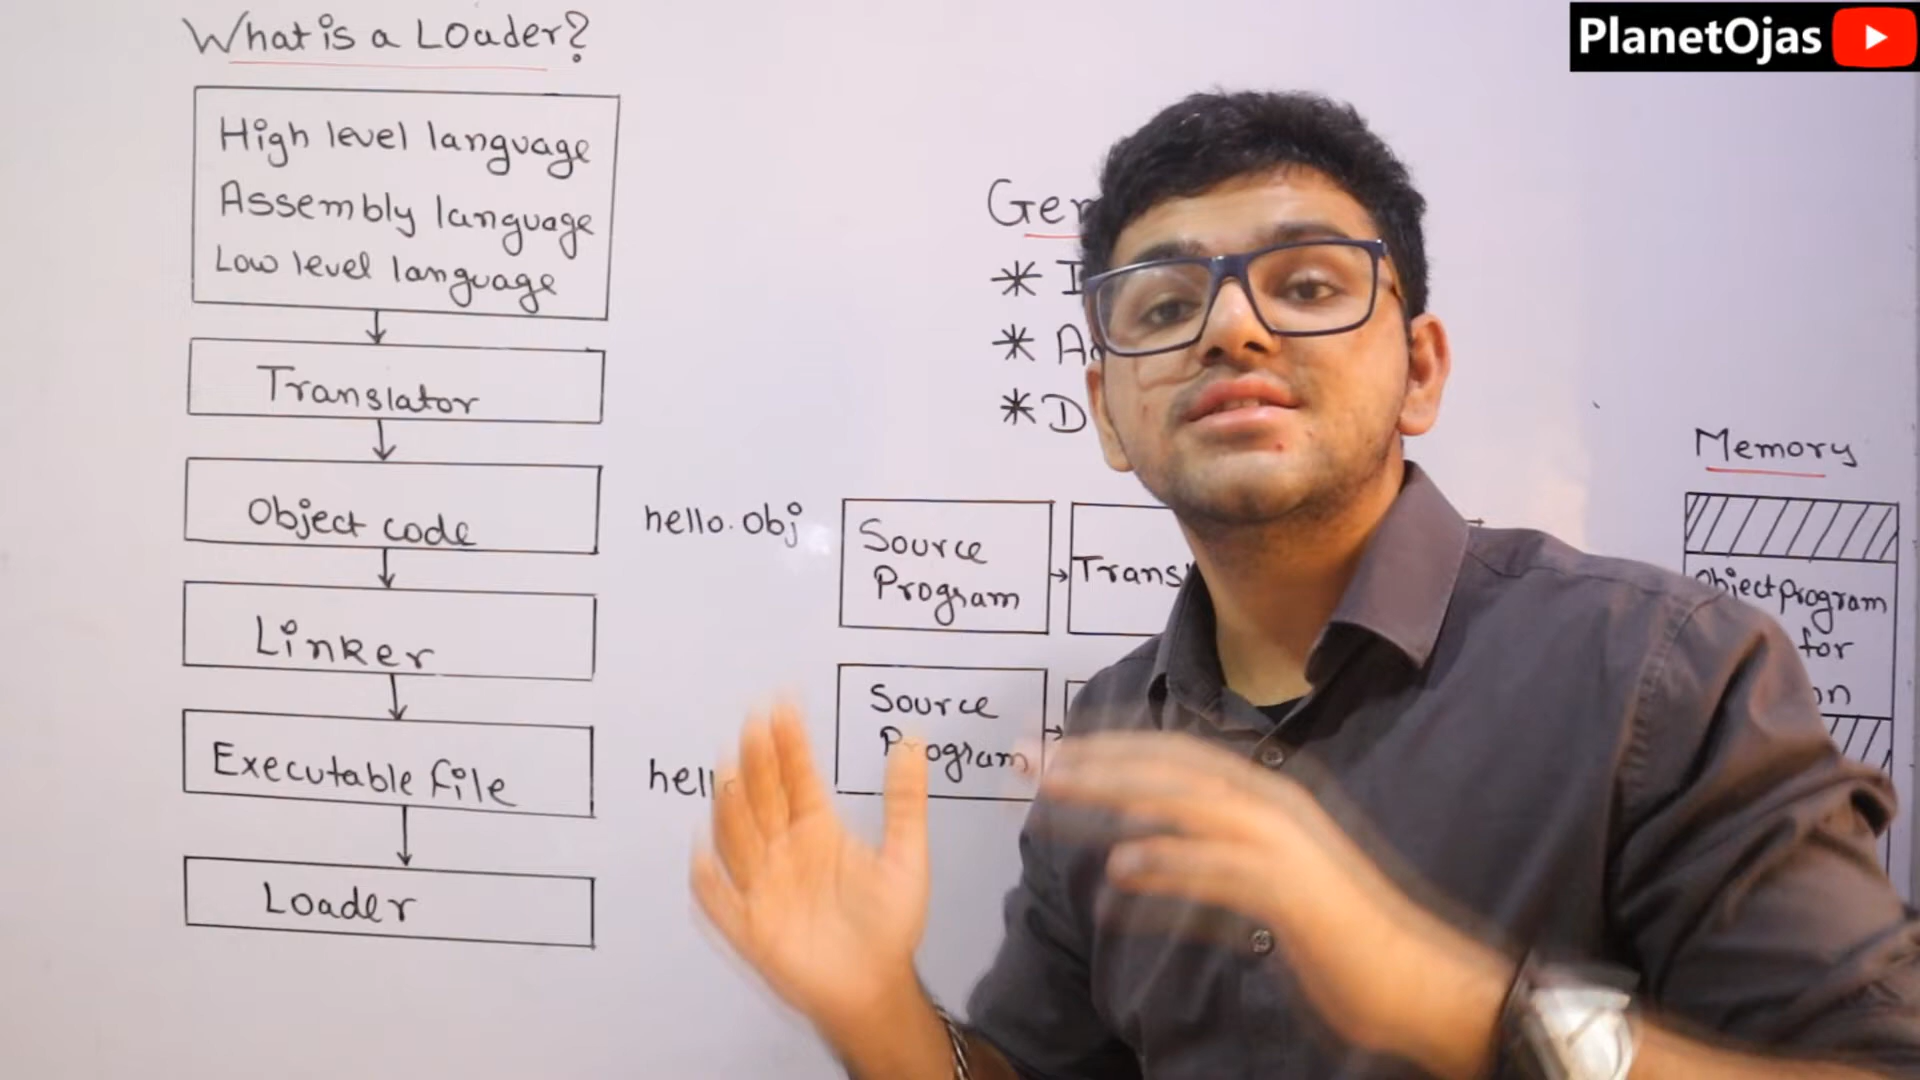 What is a Loader?
High level language
Assembly language
Low level language
Translator
Object code
Linker
Executable file
Loader
hello.obj
Source
Program
Source
Program
Memory
Object Program
for
PlanetOjas